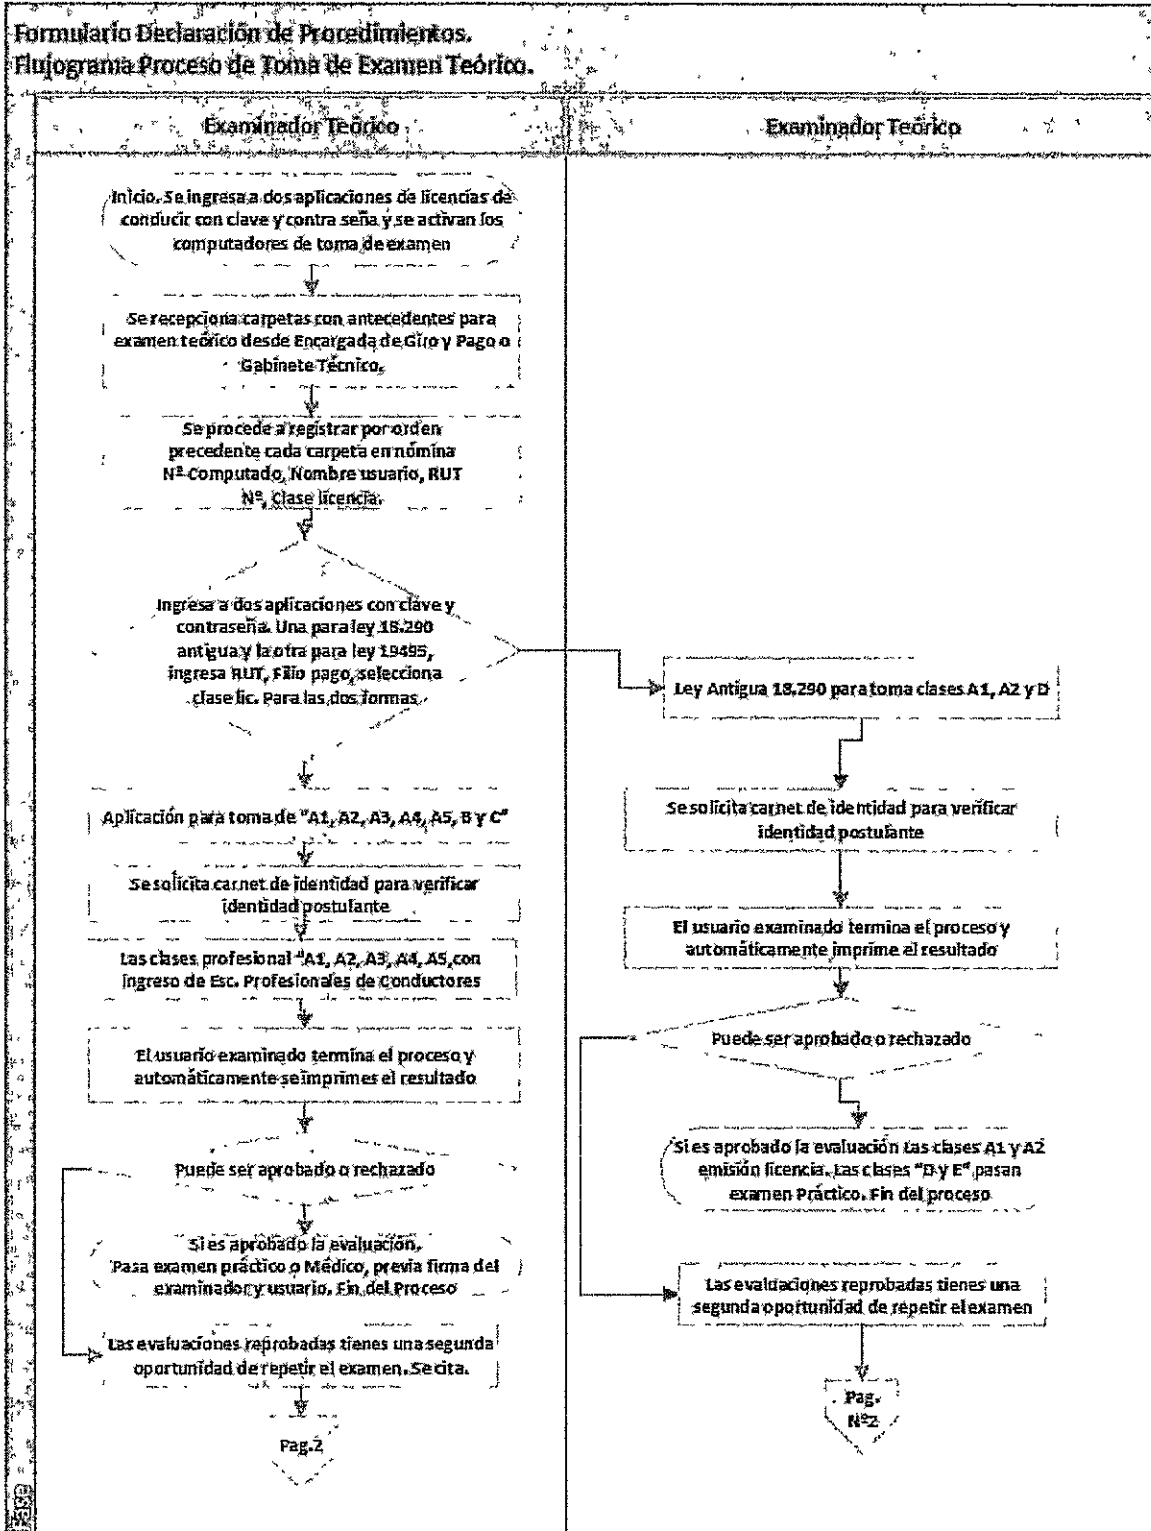 Formulario Declaración de Procedimientos.
Flujograma Proceso de Toma de Examen Teórico.
Examinador Teórico
Examinador Teórico
Inicio. Se ingresa a dos aplicaciones de licencias de
conducir con clave y contra seña y se activan los
computadores de toma de examen
Se recepciona carpetas con antecedentes para
examen teórico desde Encargada de Giro y Pago o
Gabinete Técnico.
Se procede a registrar por orden
precedente cada carpeta en nómina
Nº Computado, Nombre usuario, RUT
Nº, Clase licencia.
Ingresa a dos aplicaciones con clave y
contraseña. Una para ley 18.290
antigua y la otra para ley 19495,
ingresa RUT, Filio pago, selecciona
clase lic. Para las dos formas
Aplicación para toma de "A1, A2, A3, A4, A5, B y C"
Se solicita carnet de identidad para verificar
identidad postulante
Las clases profesional "A1, A2, A3, A4, A5,con
ingreso de Esc. Profesionales de Conductores
El usuario examinado termina el proceso y
automáticamente se imprimes el resultado
Puede ser aprobado o rechazado
Si es aprobado la evaluación.
Pasa examen práctico o Médico, previa firma del
examinador y usuario. Fin del Proceso
Las evaluaciones reprobadas tienes una segunda
oportunidad de repetir el examen. Se cita.
Pag.2
Ley Antigua 18.290 para toma clases A1, A2 y D
Se solicita carnet de identidad para verificar
identidad postulante
El usuario examinado termina el proceso y
automáticamente imprime el resultado
Puede ser aprobado o rechazado
Si es aprobado la evaluación Las clases A1 y A2
emisión licencia. Las clases "D y E" pasan
examen Práctico. Fin del proceso
Las evaluaciones reprobadas tienes una
segunda oportunidad de repetir el examen
Pag.
Nº2